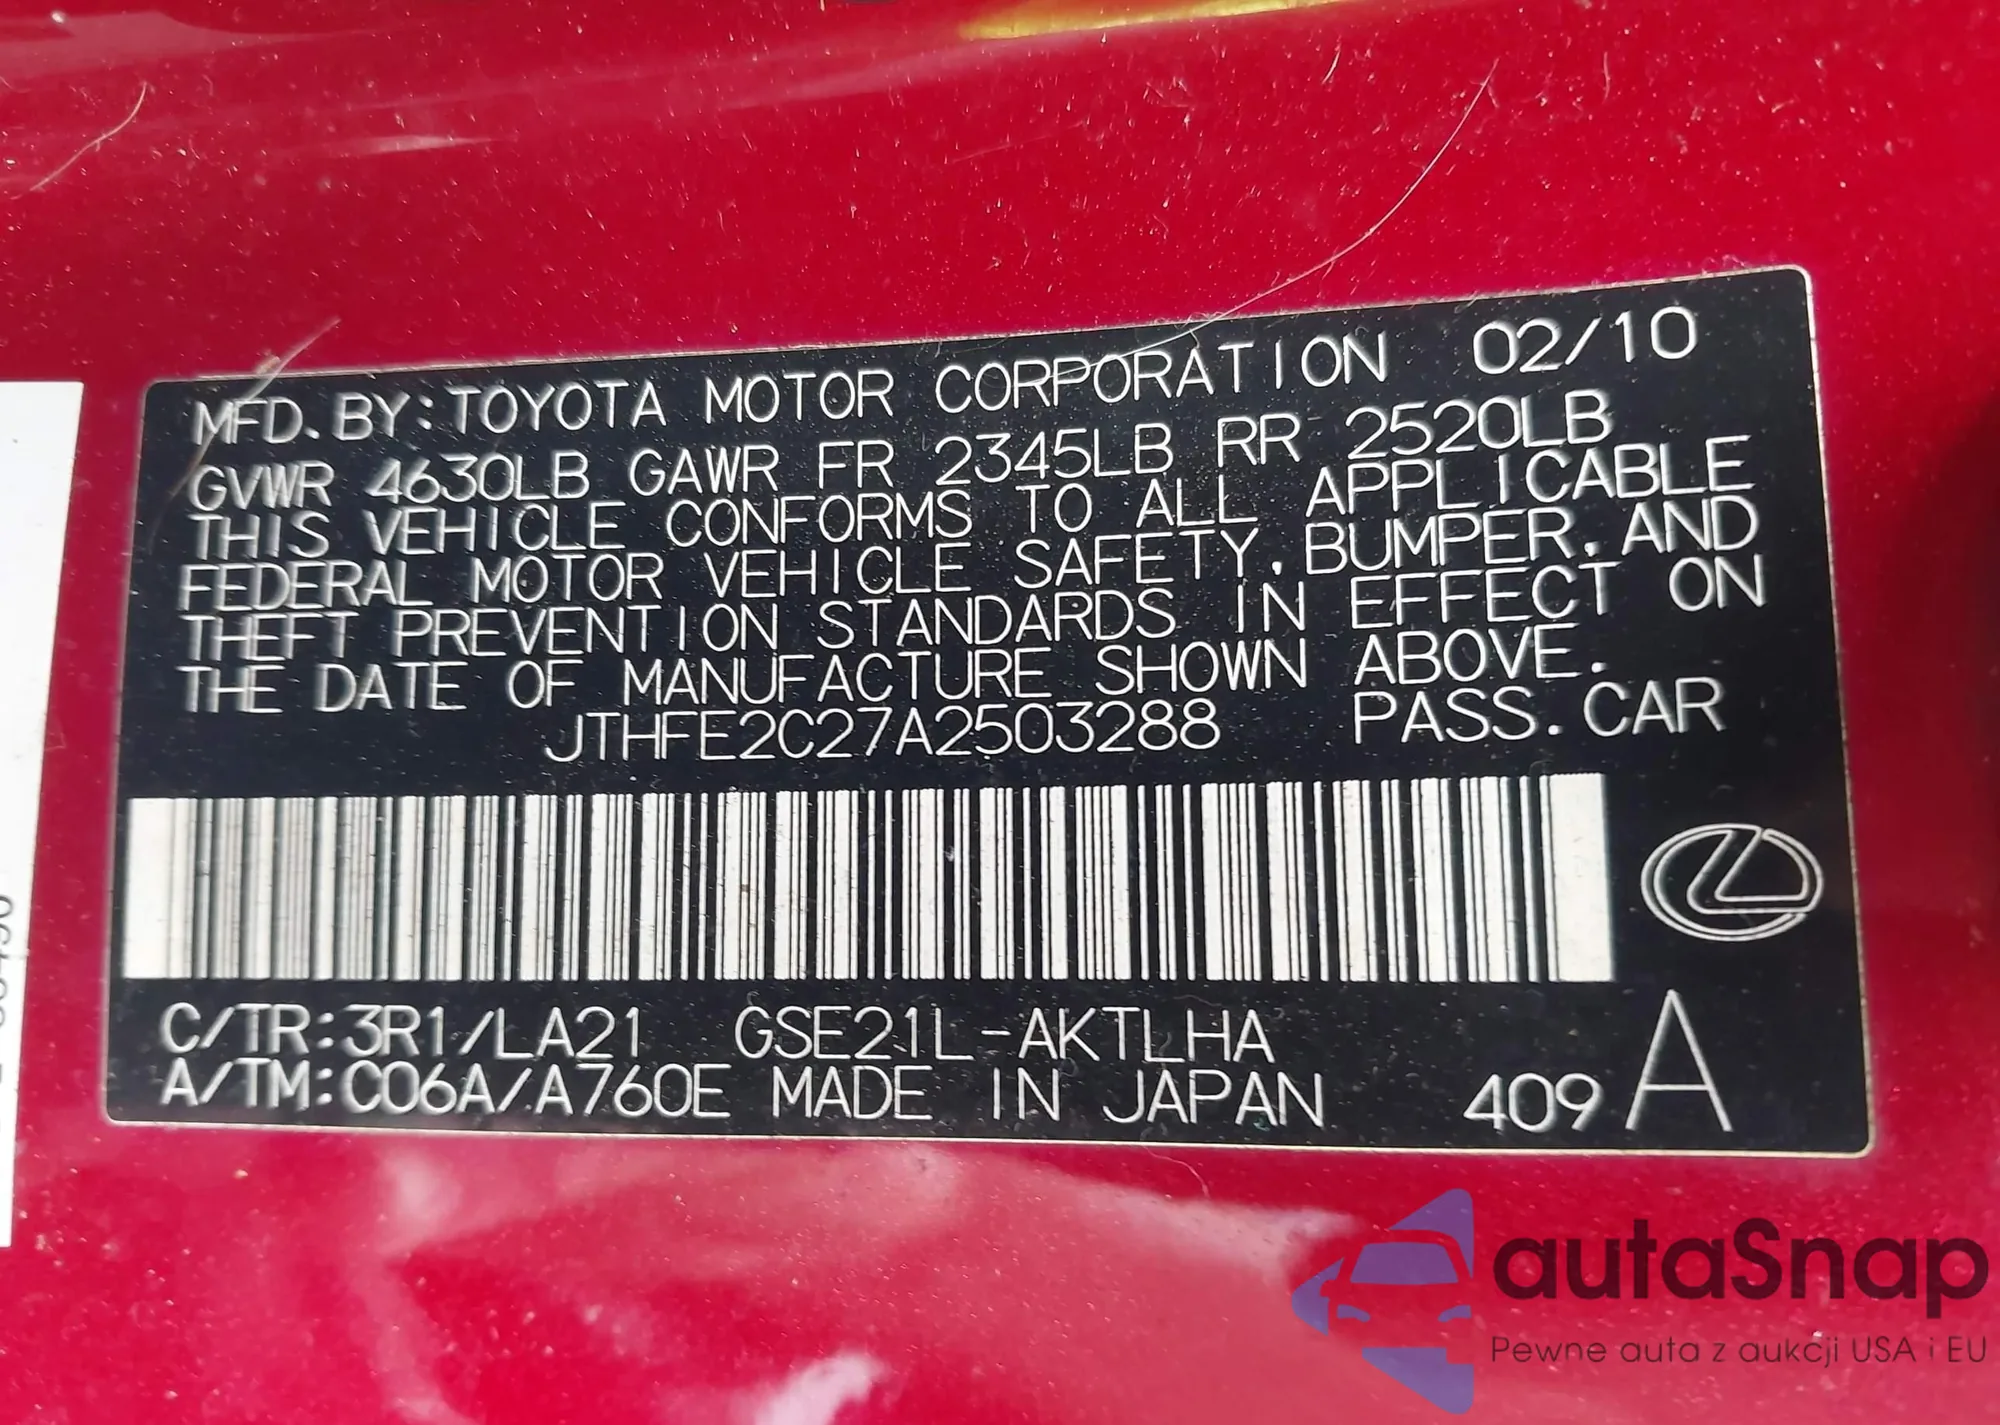 MFD. BY:TOYOTA MOTOR CORPORATION 02/10
GVWR 4630LB GAWR FR 2345LB RR 2520LB
THIS VEHICLE CONFORMS TO ALL APPLICABLE
FEDERAL MOTOR VEHICLE SAFETY, BUMPER, AND
THEFT PREVENTION STANDARDS IN EFFECT ON
THE DATE OF MANUFACTURE SHOWN ABOVE.
JTHFE2C27A2503288 PASS. CAR
C/TR:3R1/LA21 GSE21L-AKTLHA
A/TM:C06A/A760E MADE IN JAPAN 409 A
autaSnap
Pewne auta z aukcji USA i EU